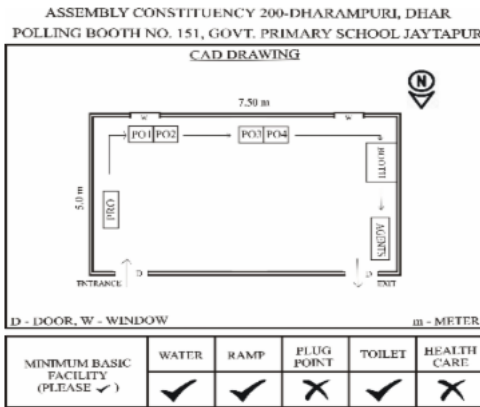 ASSEMBLY CONSTITUENCY 200-DHARAMPURI, DHAR
POLLING BOOTH NO. 151, GOVT. PRIMARY SCHOOL JAYTAPUR
CAD DRAWING
N
7.50 m
W W
PO1 PO2 PO3 PO4
BOOTH
5.0 m
PRO
AGENTS
D D
ENTRANCE EXIT
D - DOOR, W - WINDOW m - METER
MINIMUM BASIC FACILITY (PLEASE ✓) WATER RAMP PLUG POINT TOILET HEALTH CARE
✓ ✓ ✗ ✓ ✗